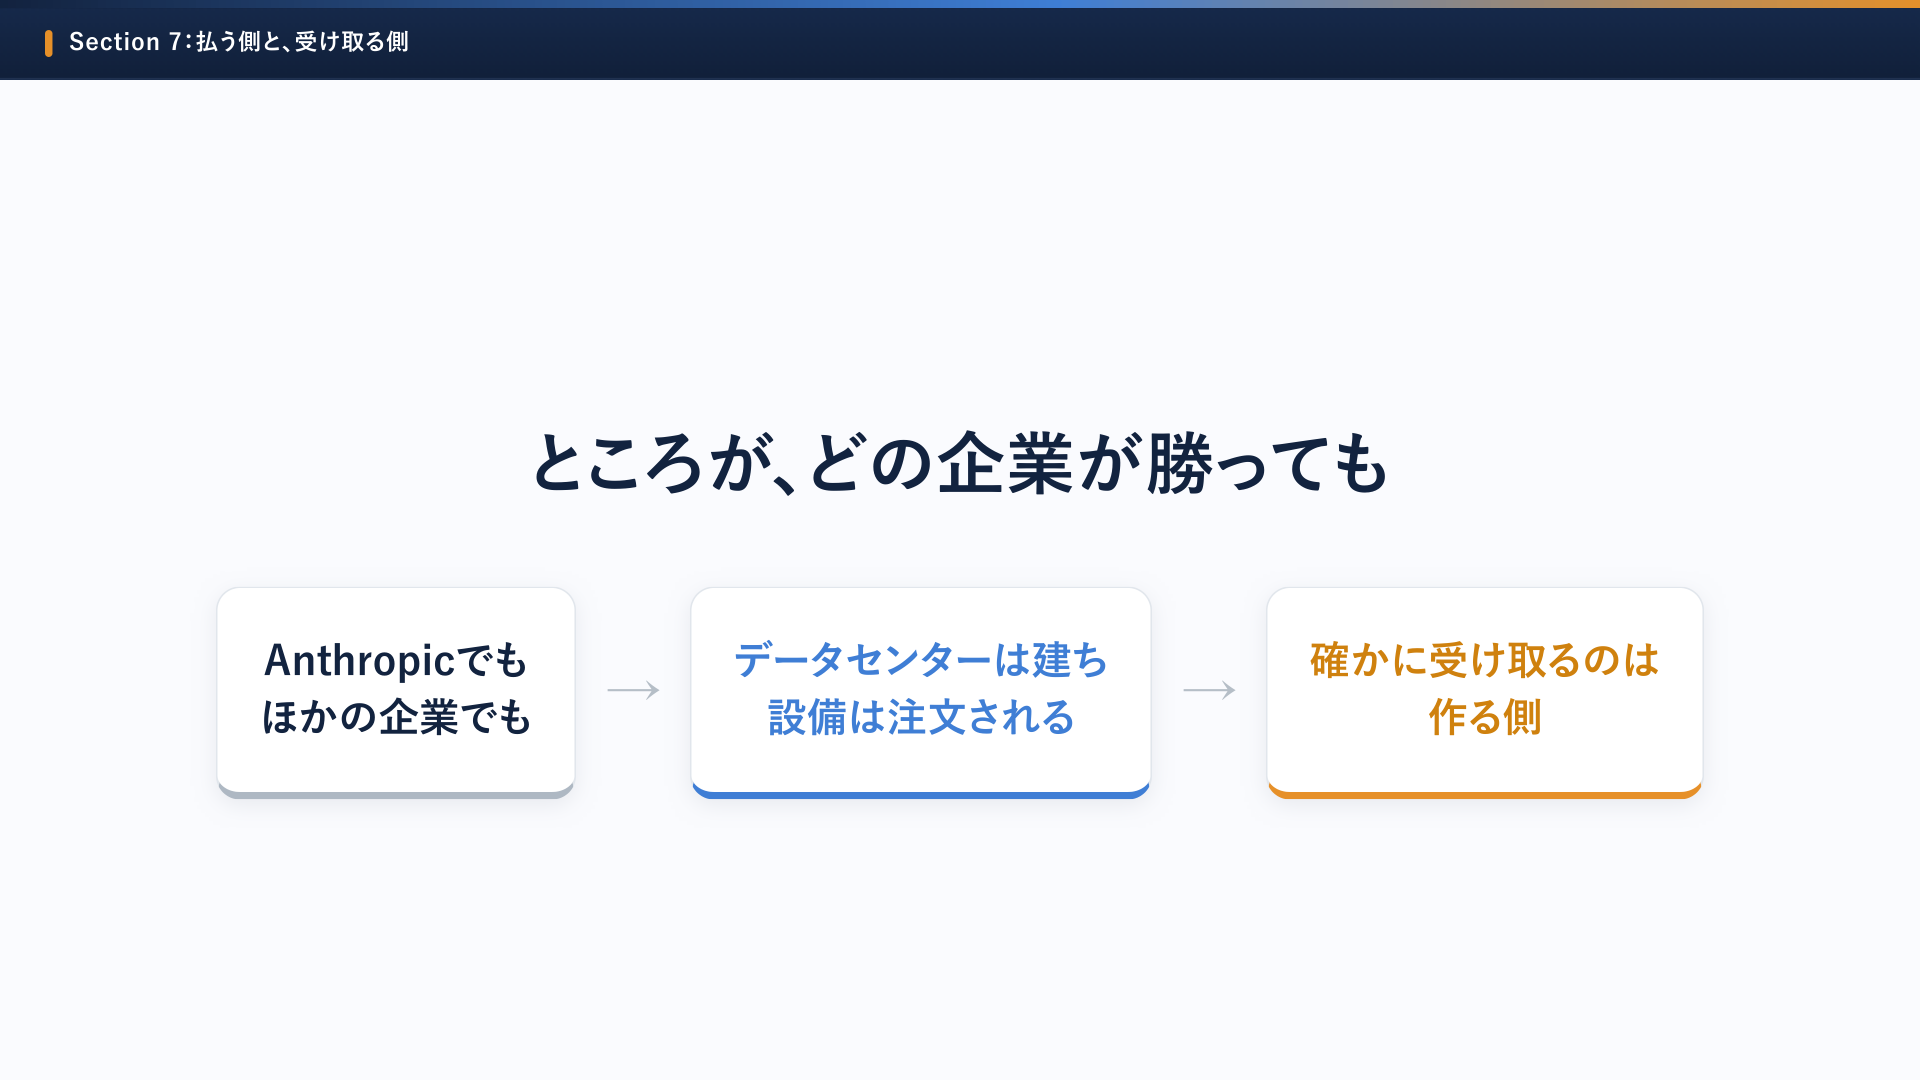 Section 7：払う側と、受け取る側
ところが、どの企業が勝っても
Anthropicでも
ほかの企業でも
→
データセンターは建ち
設備は注文される
→
確かに受け取るのは
作る側